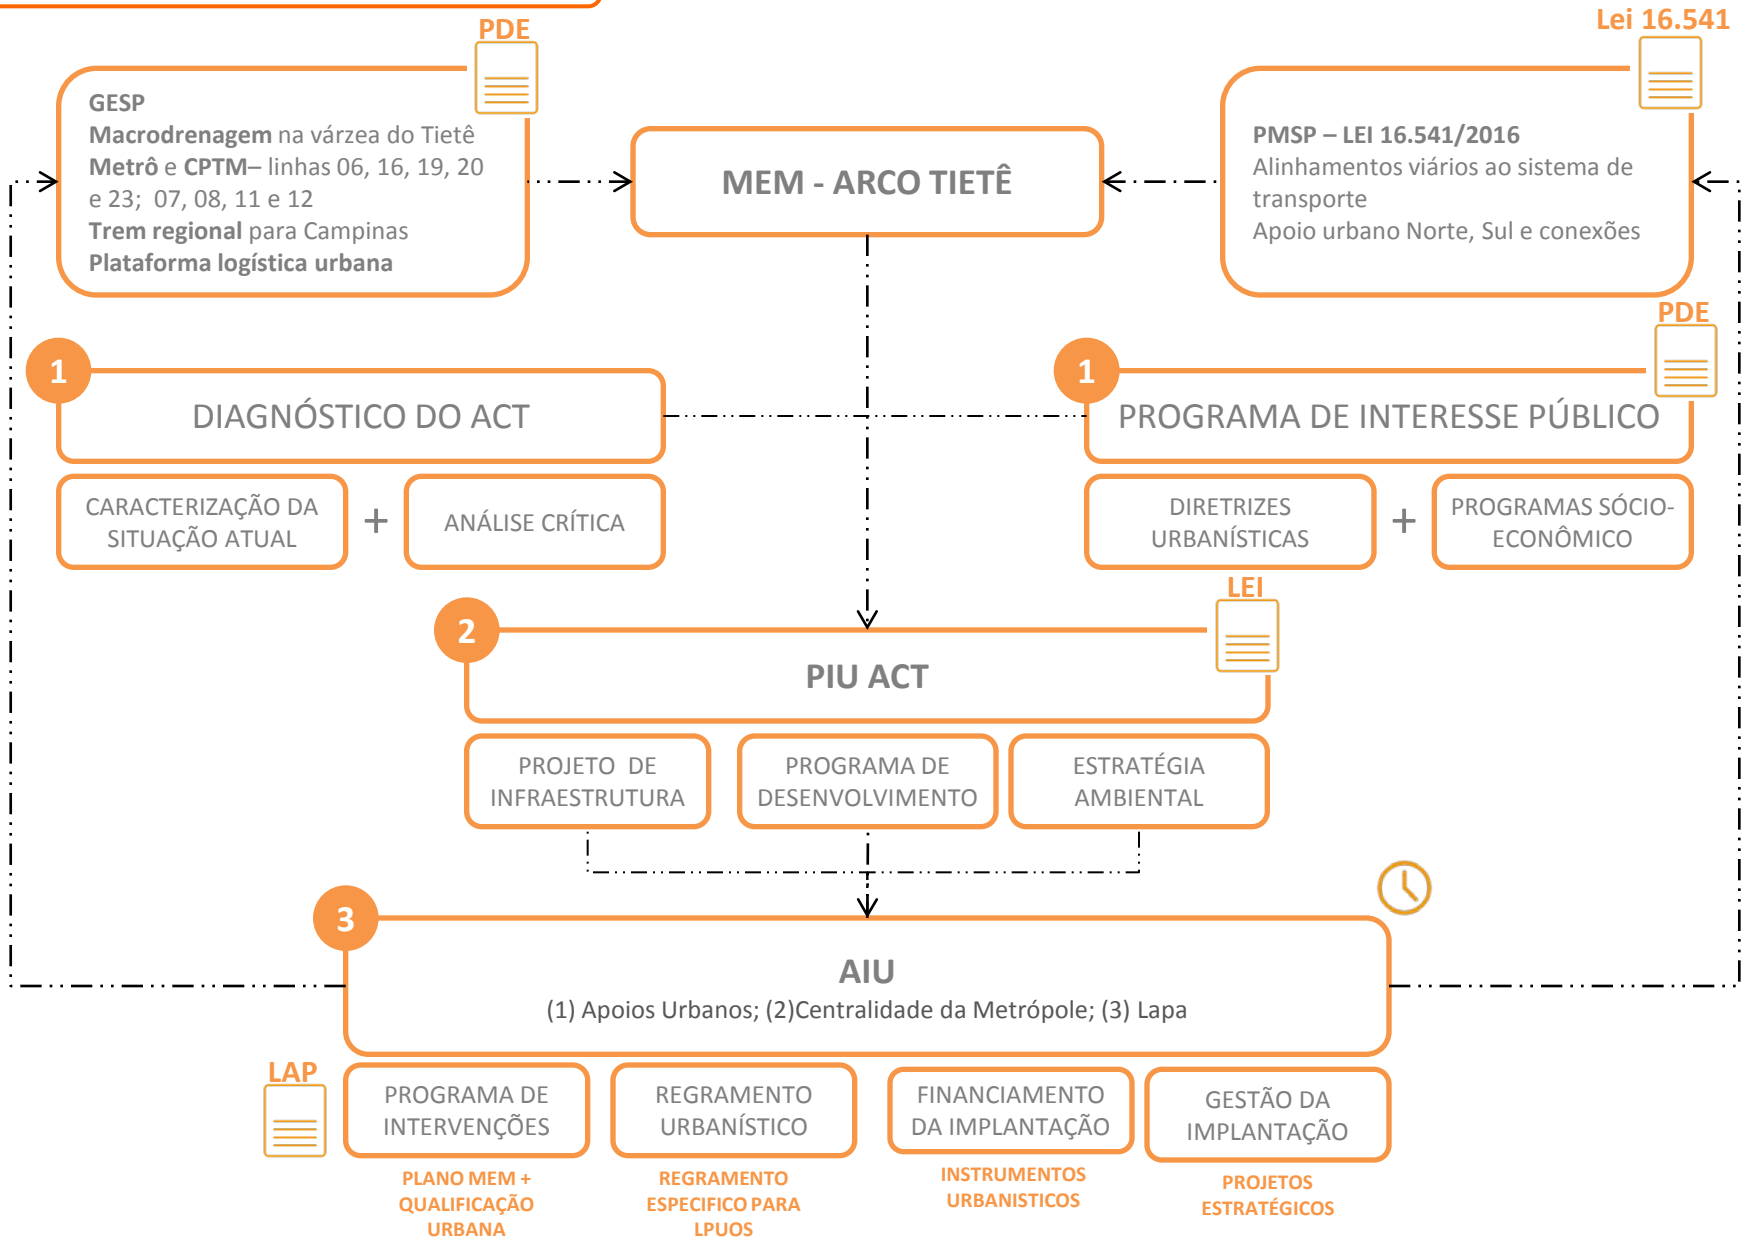 PDE
GESP
Macrodrenagem na várzea do Tietê
Metrô e CPTM– linhas 06, 16, 19, 20
e 23;  07, 08, 11 e 12
Trem regional para Campinas
Plataforma logística urbana
MEM - ARCO TIETÊ
Lei 16.541
PMSP – LEI 16.541/2016
Alinhamentos viários ao sistema de
transporte
Apoio urbano Norte, Sul e conexões
1
DIAGNÓSTICO DO ACT
CARACTERIZAÇÃO DA
SITUAÇÃO ATUAL
+
ANÁLISE CRÍTICA
PDE
1
PROGRAMA DE INTERESSE PÚBLICO
DIRETRIZES
URBANÍSTICAS
+
PROGRAMAS SÓCIO-
ECONÔMICO
LEI
2
PIU ACT
PROJETO  DE
INFRAESTRUTURA
PROGRAMA DE
DESENVOLVIMENTO
ESTRATÉGIA
AMBIENTAL
3
AIU
(1) Apoios Urbanos; (2)Centralidade da Metrópole; (3) Lapa
LAP
PROGRAMA DE
INTERVENÇÕES
PLANO MEM +
QUALIFICAÇÃO
URBANA
REGRAMENTO
URBANÍSTICO
REGRAMENTO
ESPECIFICO PARA
LPUOS
FINANCIAMENTO
DA IMPLANTAÇÃO
INSTRUMENTOS
URBANISTICOS
GESTÃO DA
IMPLANTAÇÃO
PROJETOS
ESTRATÉGICOS